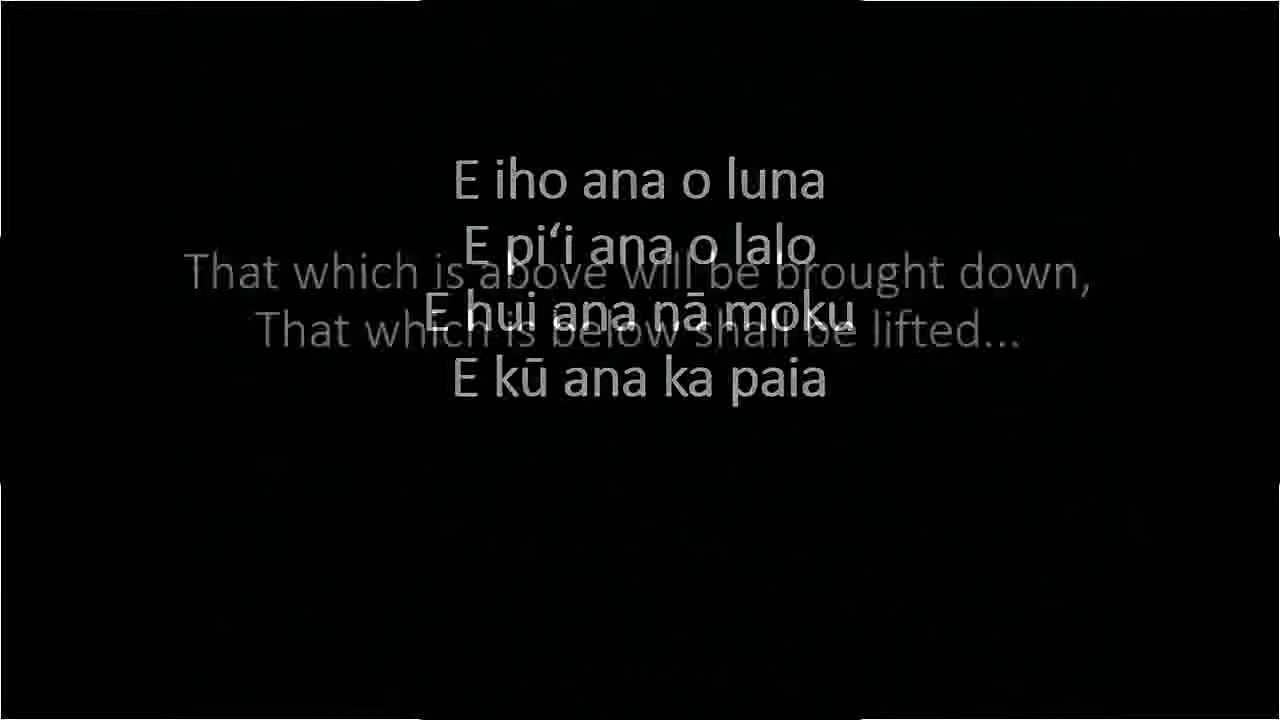 E iho ana o luna
E piʻi ana o lalo
That which is above will be brought down,
E hui ana nā moku
That which is below shall be lifted...
E kū ana ka paia